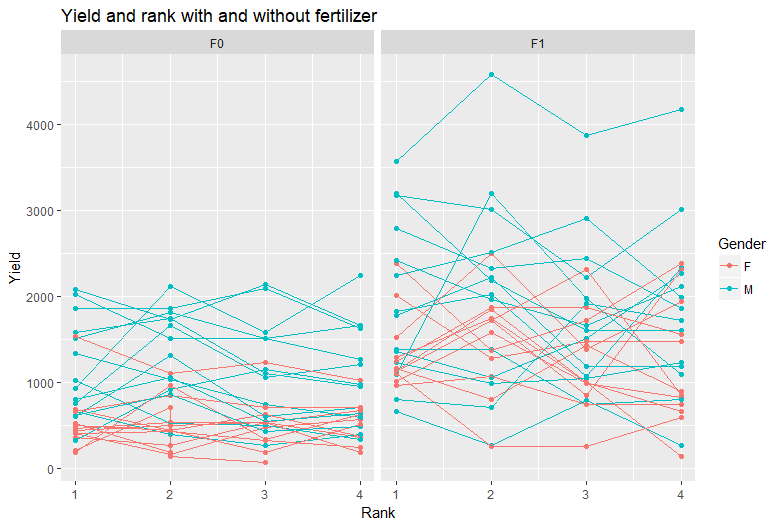 Yield and rank with and without fertilizer
F0 F1
Yield
4000
3000
2000
1000
0
1 2 3 4 1 2 3 4
Rank
Gender
F
M